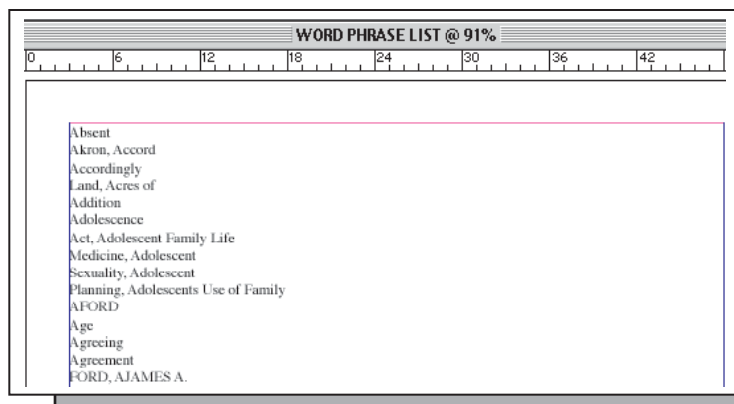 WORD PHRASE LIST @ 91%
0 6 12 18 24 30 36 42
Absent
Akron, Accord
Accordingly
Land, Acres of
Addition
Adolescence
Act, Adolescent Family Life
Medicine, Adolescent
Sexuality, Adolescent
Planning, Adolescents Use of Family
AFORD
Age
Agreeing
Agreement
FORD, AJAMES A.